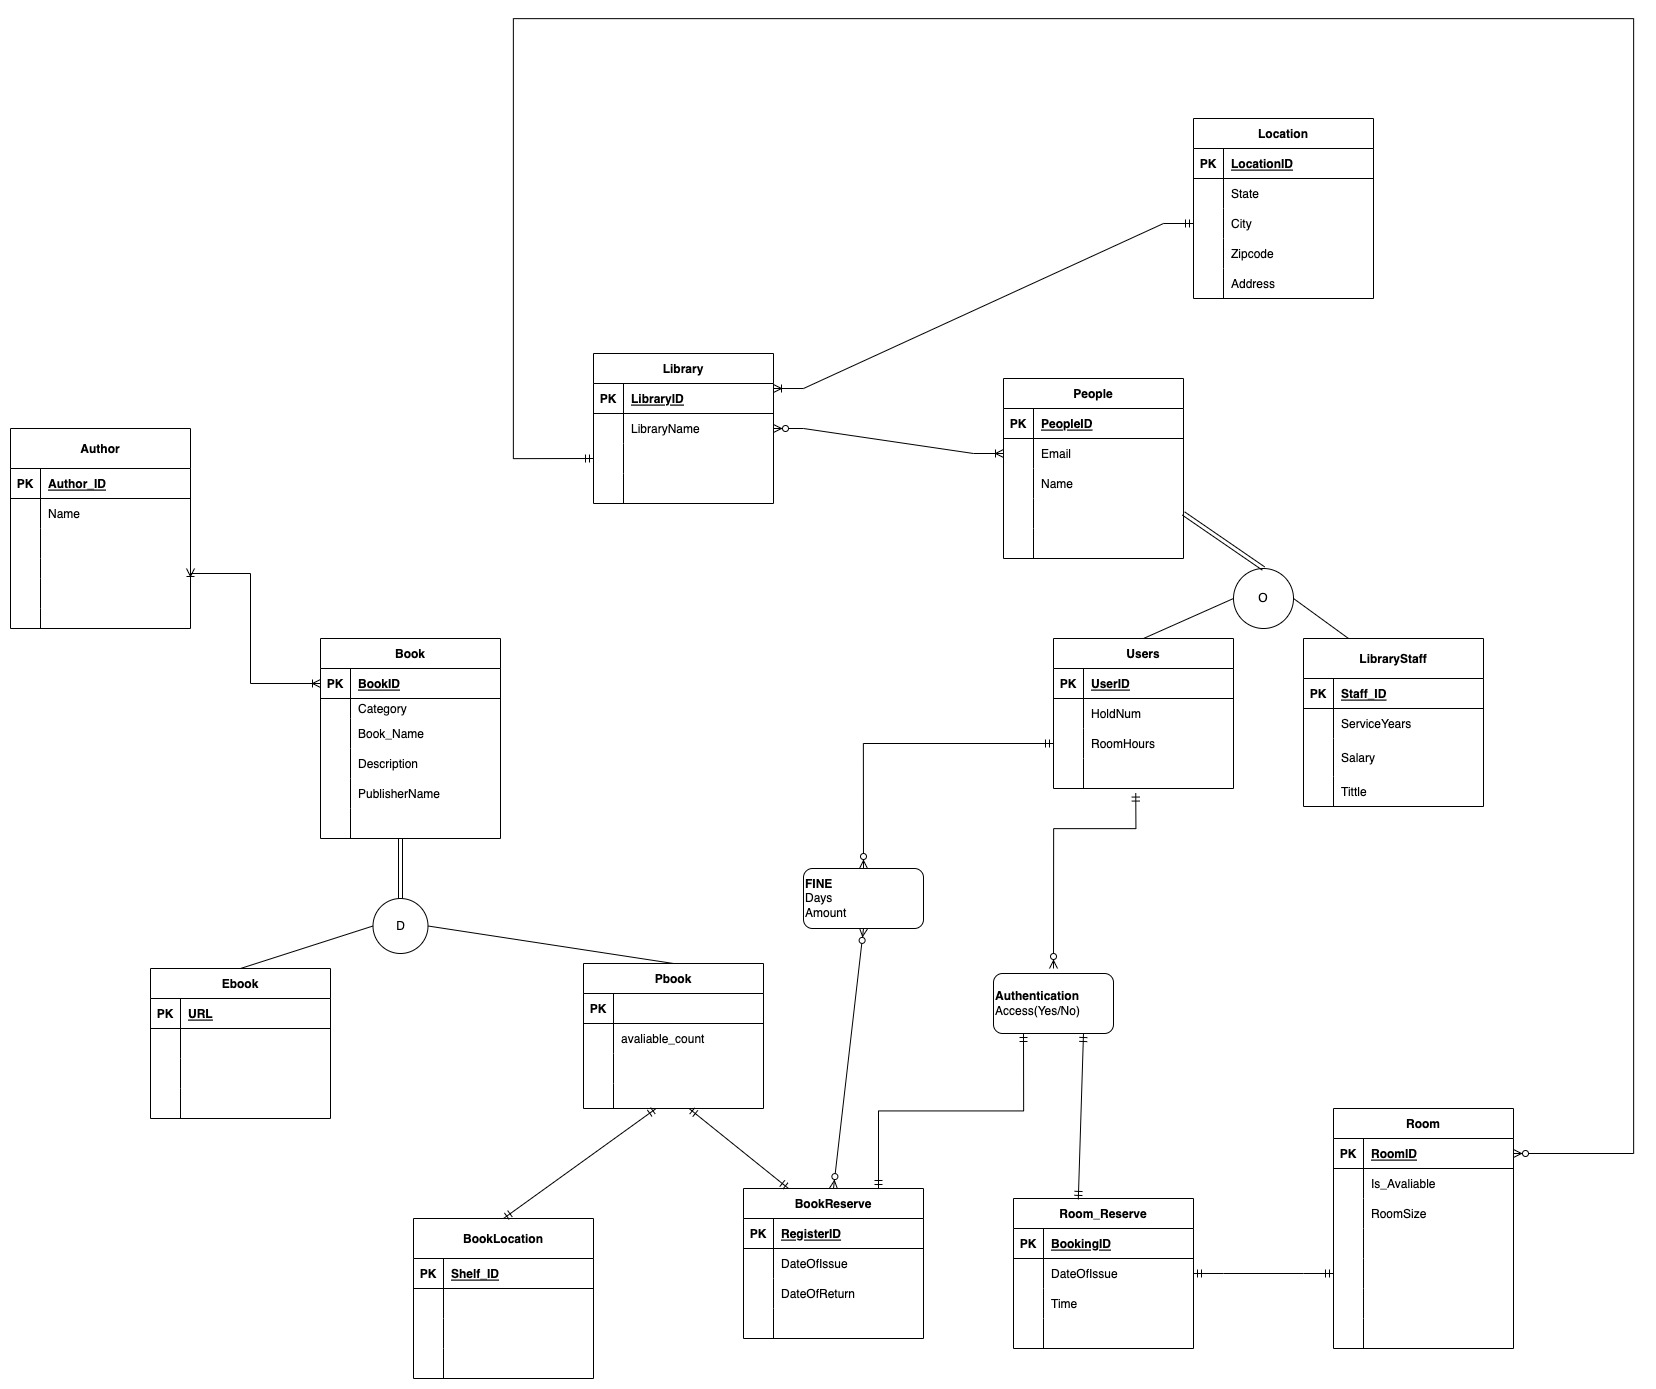 Location
PK LocationID
State
City
Zipcode
Address
Library
PK LibraryID
LibraryName
People
PK PeopleID
Email
Name
Author
PK Author_ID
Name
O
Book
PK BookID
Category
Book_Name
Description
PublisherName
Users
PK UserID
HoldNum
RoomHours
LibraryStaff
PK Staff_ID
ServiceYears
Salary
Tittle
D
FINE
Days
Amount
Ebook
PK URL
Pbook
PK
avaliable_count
Authentication
Access(Yes/No)
BookLocation
PK Shelf_ID
BookReserve
PK RegisterID
DateOfIssue
DateOfReturn
Room_Reserve
PK BookingID
DateOfIssue
Time
Room
PK RoomID
Is_Avaliable
RoomSize